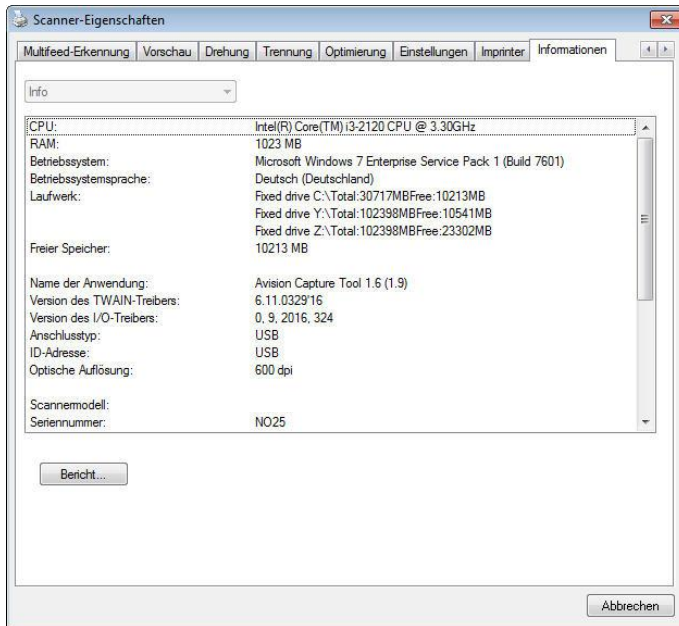 Scanner-Eigenschaften
Multifeed-Erkennung Vorschau Drehung Trennung Optimierung Einstellungen Imprinter Informationen
Info
CPU: Intel(R) Core(TM) i3-2120 CPU @ 3.30GHz
RAM: 1023 MB
Betriebssystem: Microsoft Windows 7 Enterprise Service Pack 1 (Build 7601)
Betriebssystemsprache: Deutsch (Deutschland)
Laufwerk: Fixed drive C:\Total:30717MBFree:10213MB
Fixed drive Y:\Total:102398MBFree:10541MB
Fixed drive Z:\Total:102398MBFree:23302MB
Freier Speicher: 10213 MB
Name der Anwendung: Avision Capture Tool 1.6 (1.9)
Version des TWAIN-Treibers: 6.11.0329'16
Version des I/O-Treibers: 0, 9, 2016, 324
Anschlusstyp: USB
ID-Adresse: USB
Optische Auflösung: 600 dpi
Scannermodell:
Seriennummer: NO25
Bericht...
Abbrechen